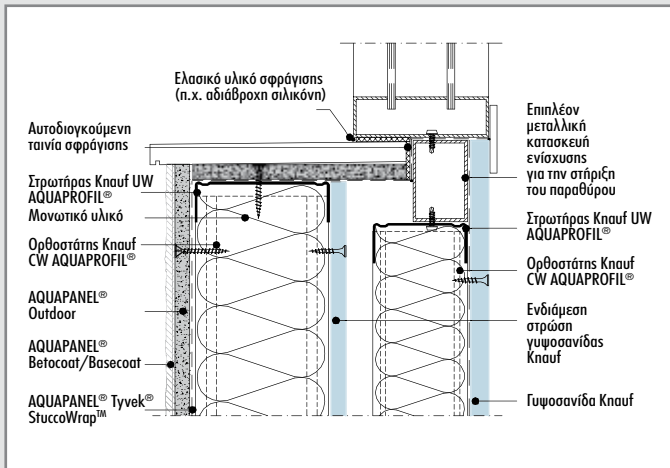 Ελασικό υλικό σφράγισης
(π.χ. αδιάβροχη σιλικόνη)
Αυτοδιογκούμενη
ταινία σφράγισης
Στρωτήρας Knauf UW
AQUAPROFIL®
Μονωτικό υλικό
Ορθοστάτης Knauf
CW AQUAPROFIL®
AQUAPANEL®
Outdoor
AQUAPANEL®
Betocoat/Basecoat
AQUAPANEL® Tyvek®
StuccoWrap™
Επιπλέον
μεταλλική
κατασκευή
ενίσχυσης
για την στήριξη
του παραθύρου
Στρωτήρας Knauf UW
AQUAPROFIL®
Ορθοστάτης Knauf
CW AQUAPROFIL®
Ενδιάμεση
στρώση
γυψοσανίδας
Knauf
Γυψοσανίδα Knauf